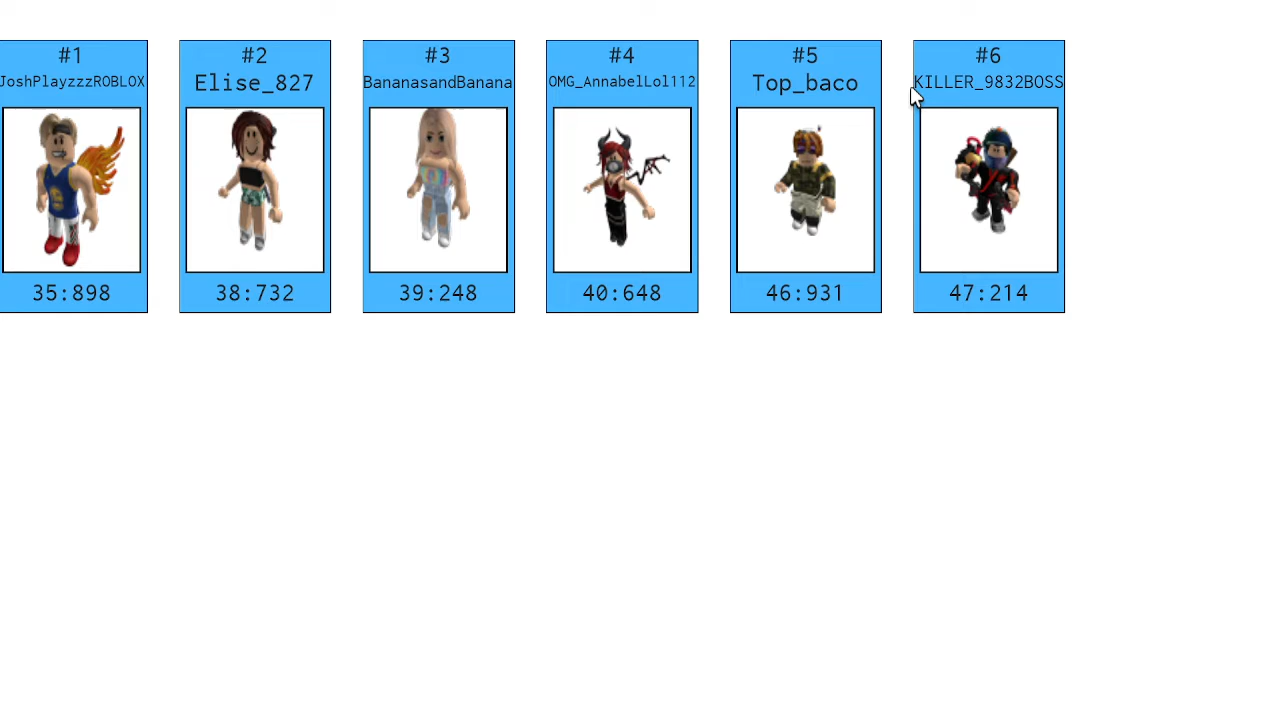 #1
JoshPlayzzzROBLOX
35:898
#2
Elise_827
38:732
#3
BananasandBanana
39:248
#4
OMG_AnnabelLol112
40:648
#5
Top_baco
46:931
#6
KILLER_9832BOSS
47:214